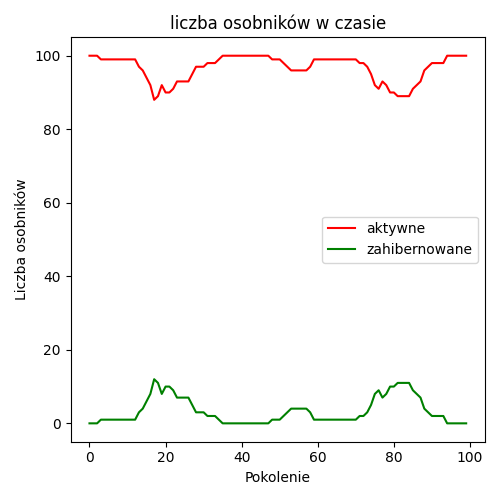 liczba osobników w czasie
Liczba osobników
100
80
60
40
20
0
aktywne
zahibernowane
0 20 40 60 80 100
Pokolenie